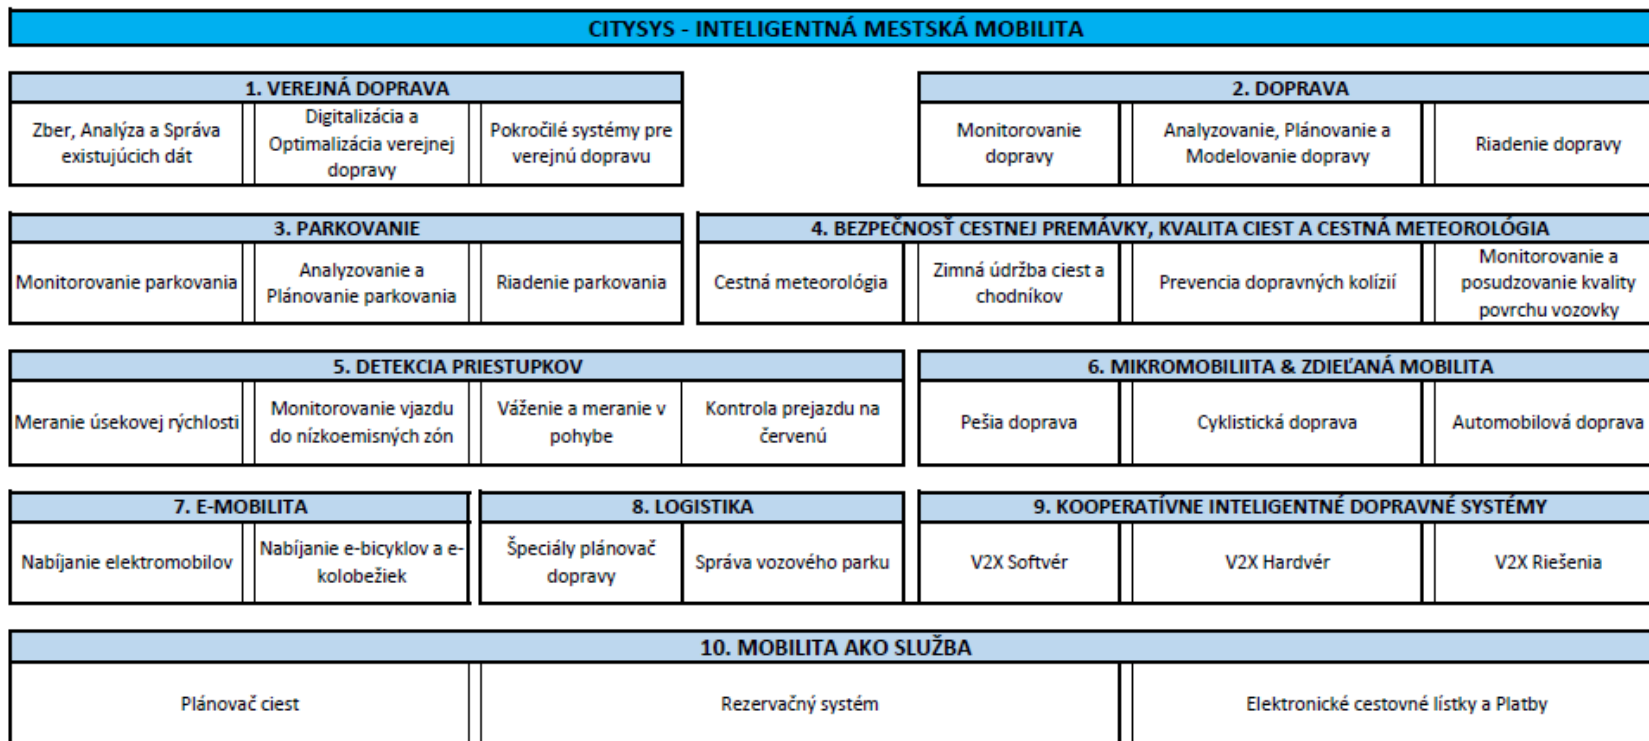 CITYSYS - INTELIGENTNÁ MESTSKÁ MOBILITA
1. VEREJNÁ DOPRAVA
Zber, Analýza a Správa
existujúcich dát
Digitalizácia a
Optimalizácia verejnej
dopravy
Pokročilé systémy pre
verejnú dopravu
2. DOPRAVA
Monitorovanie
dopravy
Analyzovanie, Plánovanie a
Modelovanie dopravy
Riadenie dopravy
3. PARKOVANIE
Monitorovanie parkovania
Analyzovanie a
Plánovanie parkovania
Riadenie parkovania
4. BEZPEČNOSŤ CESTNEJ PREMÁVKY, KVALITA CIEST A CESTNÁ METEOROLÓGIA
Cestná meteorológia
Zimná údržba ciest a
chodníkov
Prevencia dopravných kolízií
Monitorovanie a
posudzovanie kvality
povrchu vozovky
5. DETEKCIA PRIESTUPKOV
Meranie úsekovej rýchlosti
Monitorovanie vjazdu
do nízkoemisných zón
Váženie a meranie v
pohybe
Kontrola prejazdu na
červenú
6. MIKROMOBILIITA & ZDIEĽANÁ MOBILITA
Pešia doprava
Cyklistická doprava
Automobilová doprava
7. E-MOBILITA
Nabíjanie elektromobilov
Nabíjanie e-bicyklov a e-
kolobežiek
8. LOGISTIKA
Špeciály plánovač
dopravy
Správa vozového parku
9. KOOPERATÍVNE INTELIGENTNÉ DOPRAVNÉ SYSTÉMY
V2X Softvér
V2X Hardvér
V2X Riešenia
10. MOBILITA AKO SLUŽBA
Plánovač ciest
Rezervačný systém
Elektronické cestovné lístky a Platby